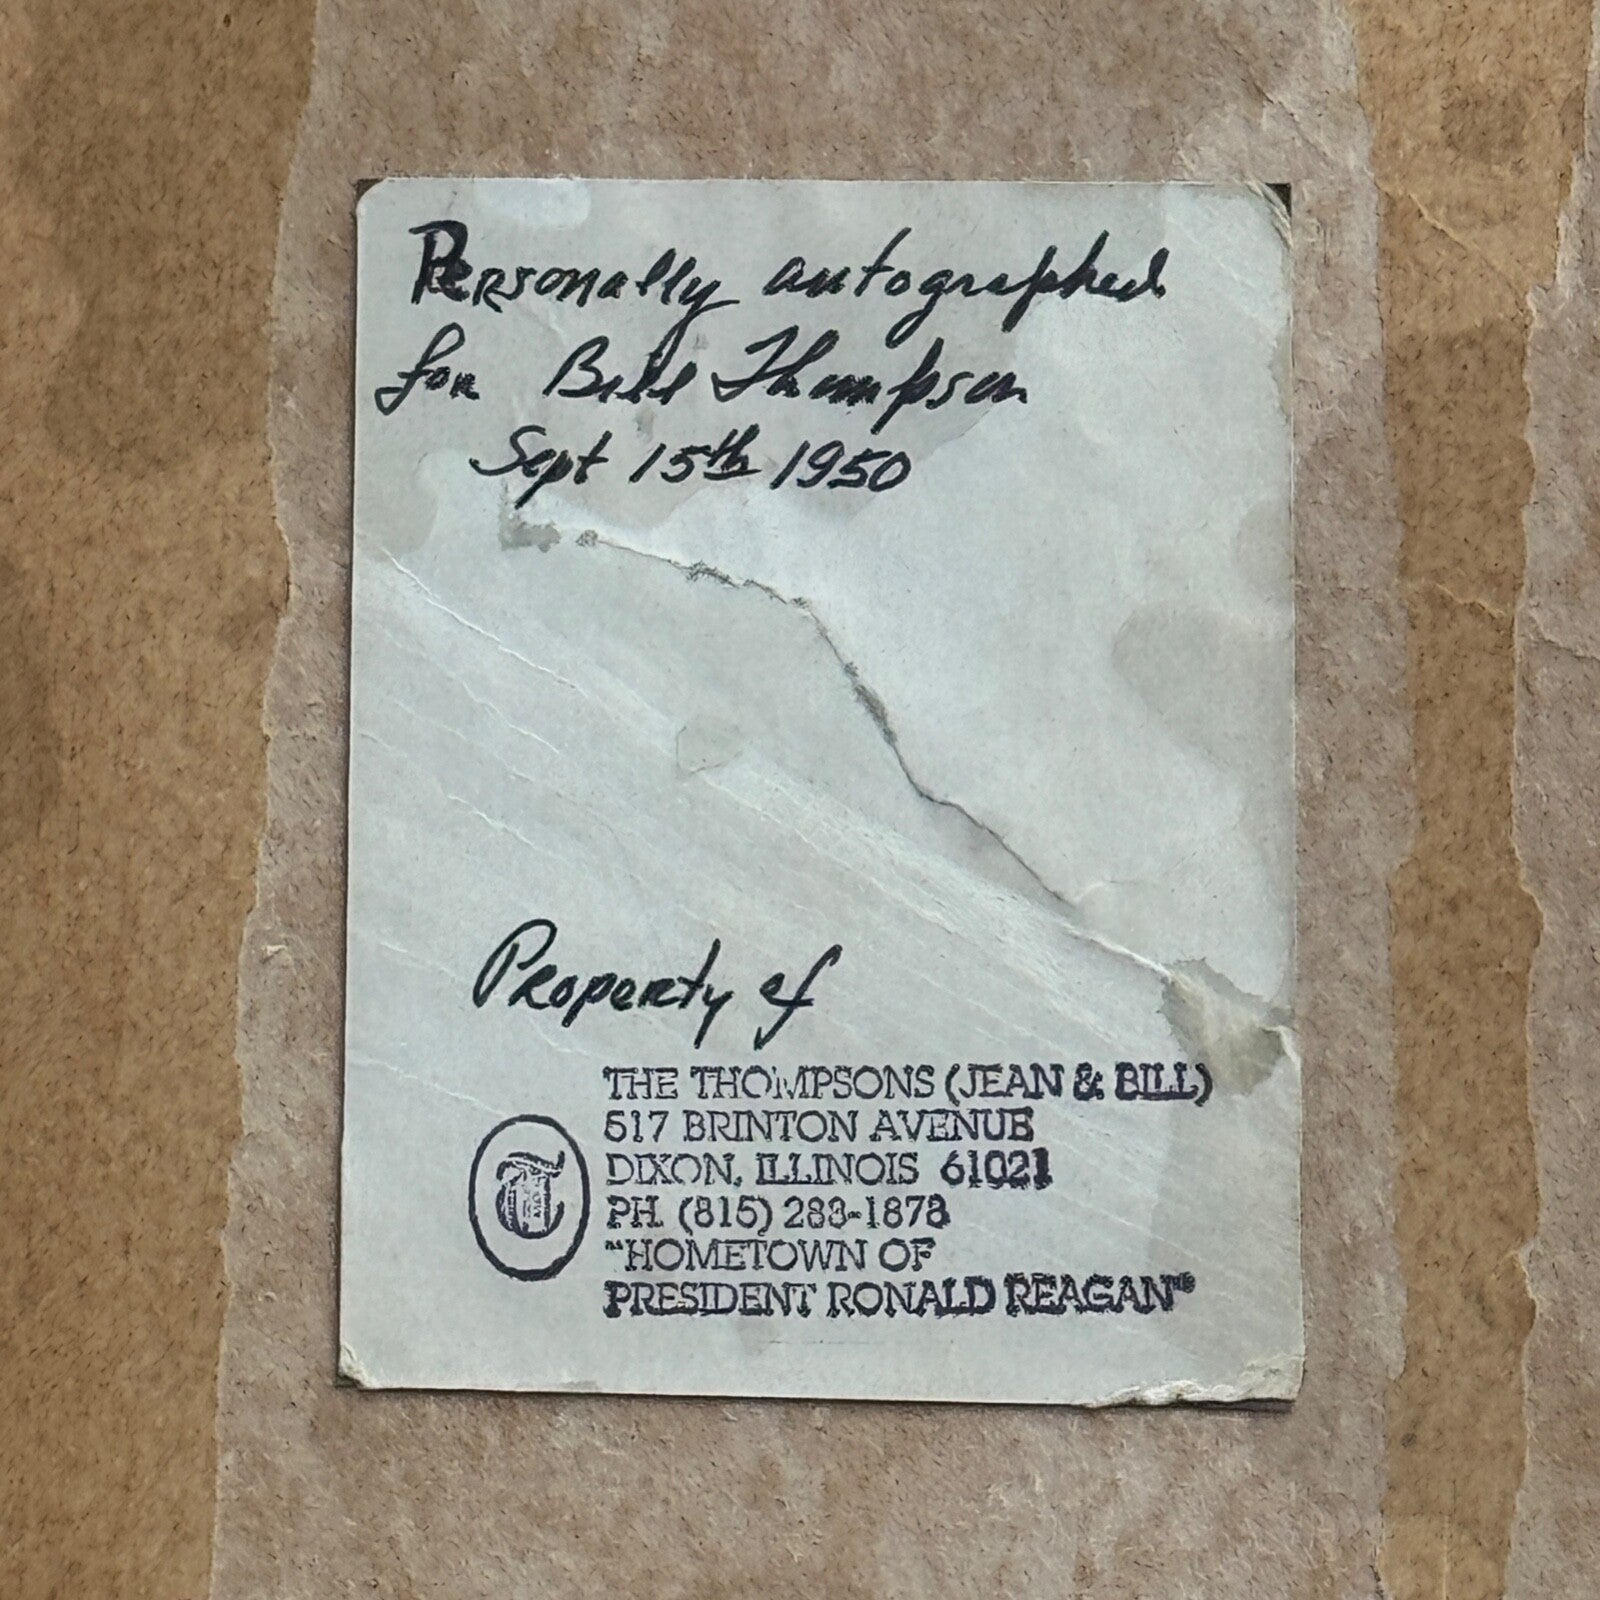 Personally autographed
for Bill Thompson
Sept 15th 1950
Property of
THE THOMPSONS (JEAN & BILL)
517 BRINTON AVENUE
DIXON, ILLINOIS 61021
PH. (815) 288-1878
"HOMETOWN OF
PRESIDENT RONALD REAGAN"